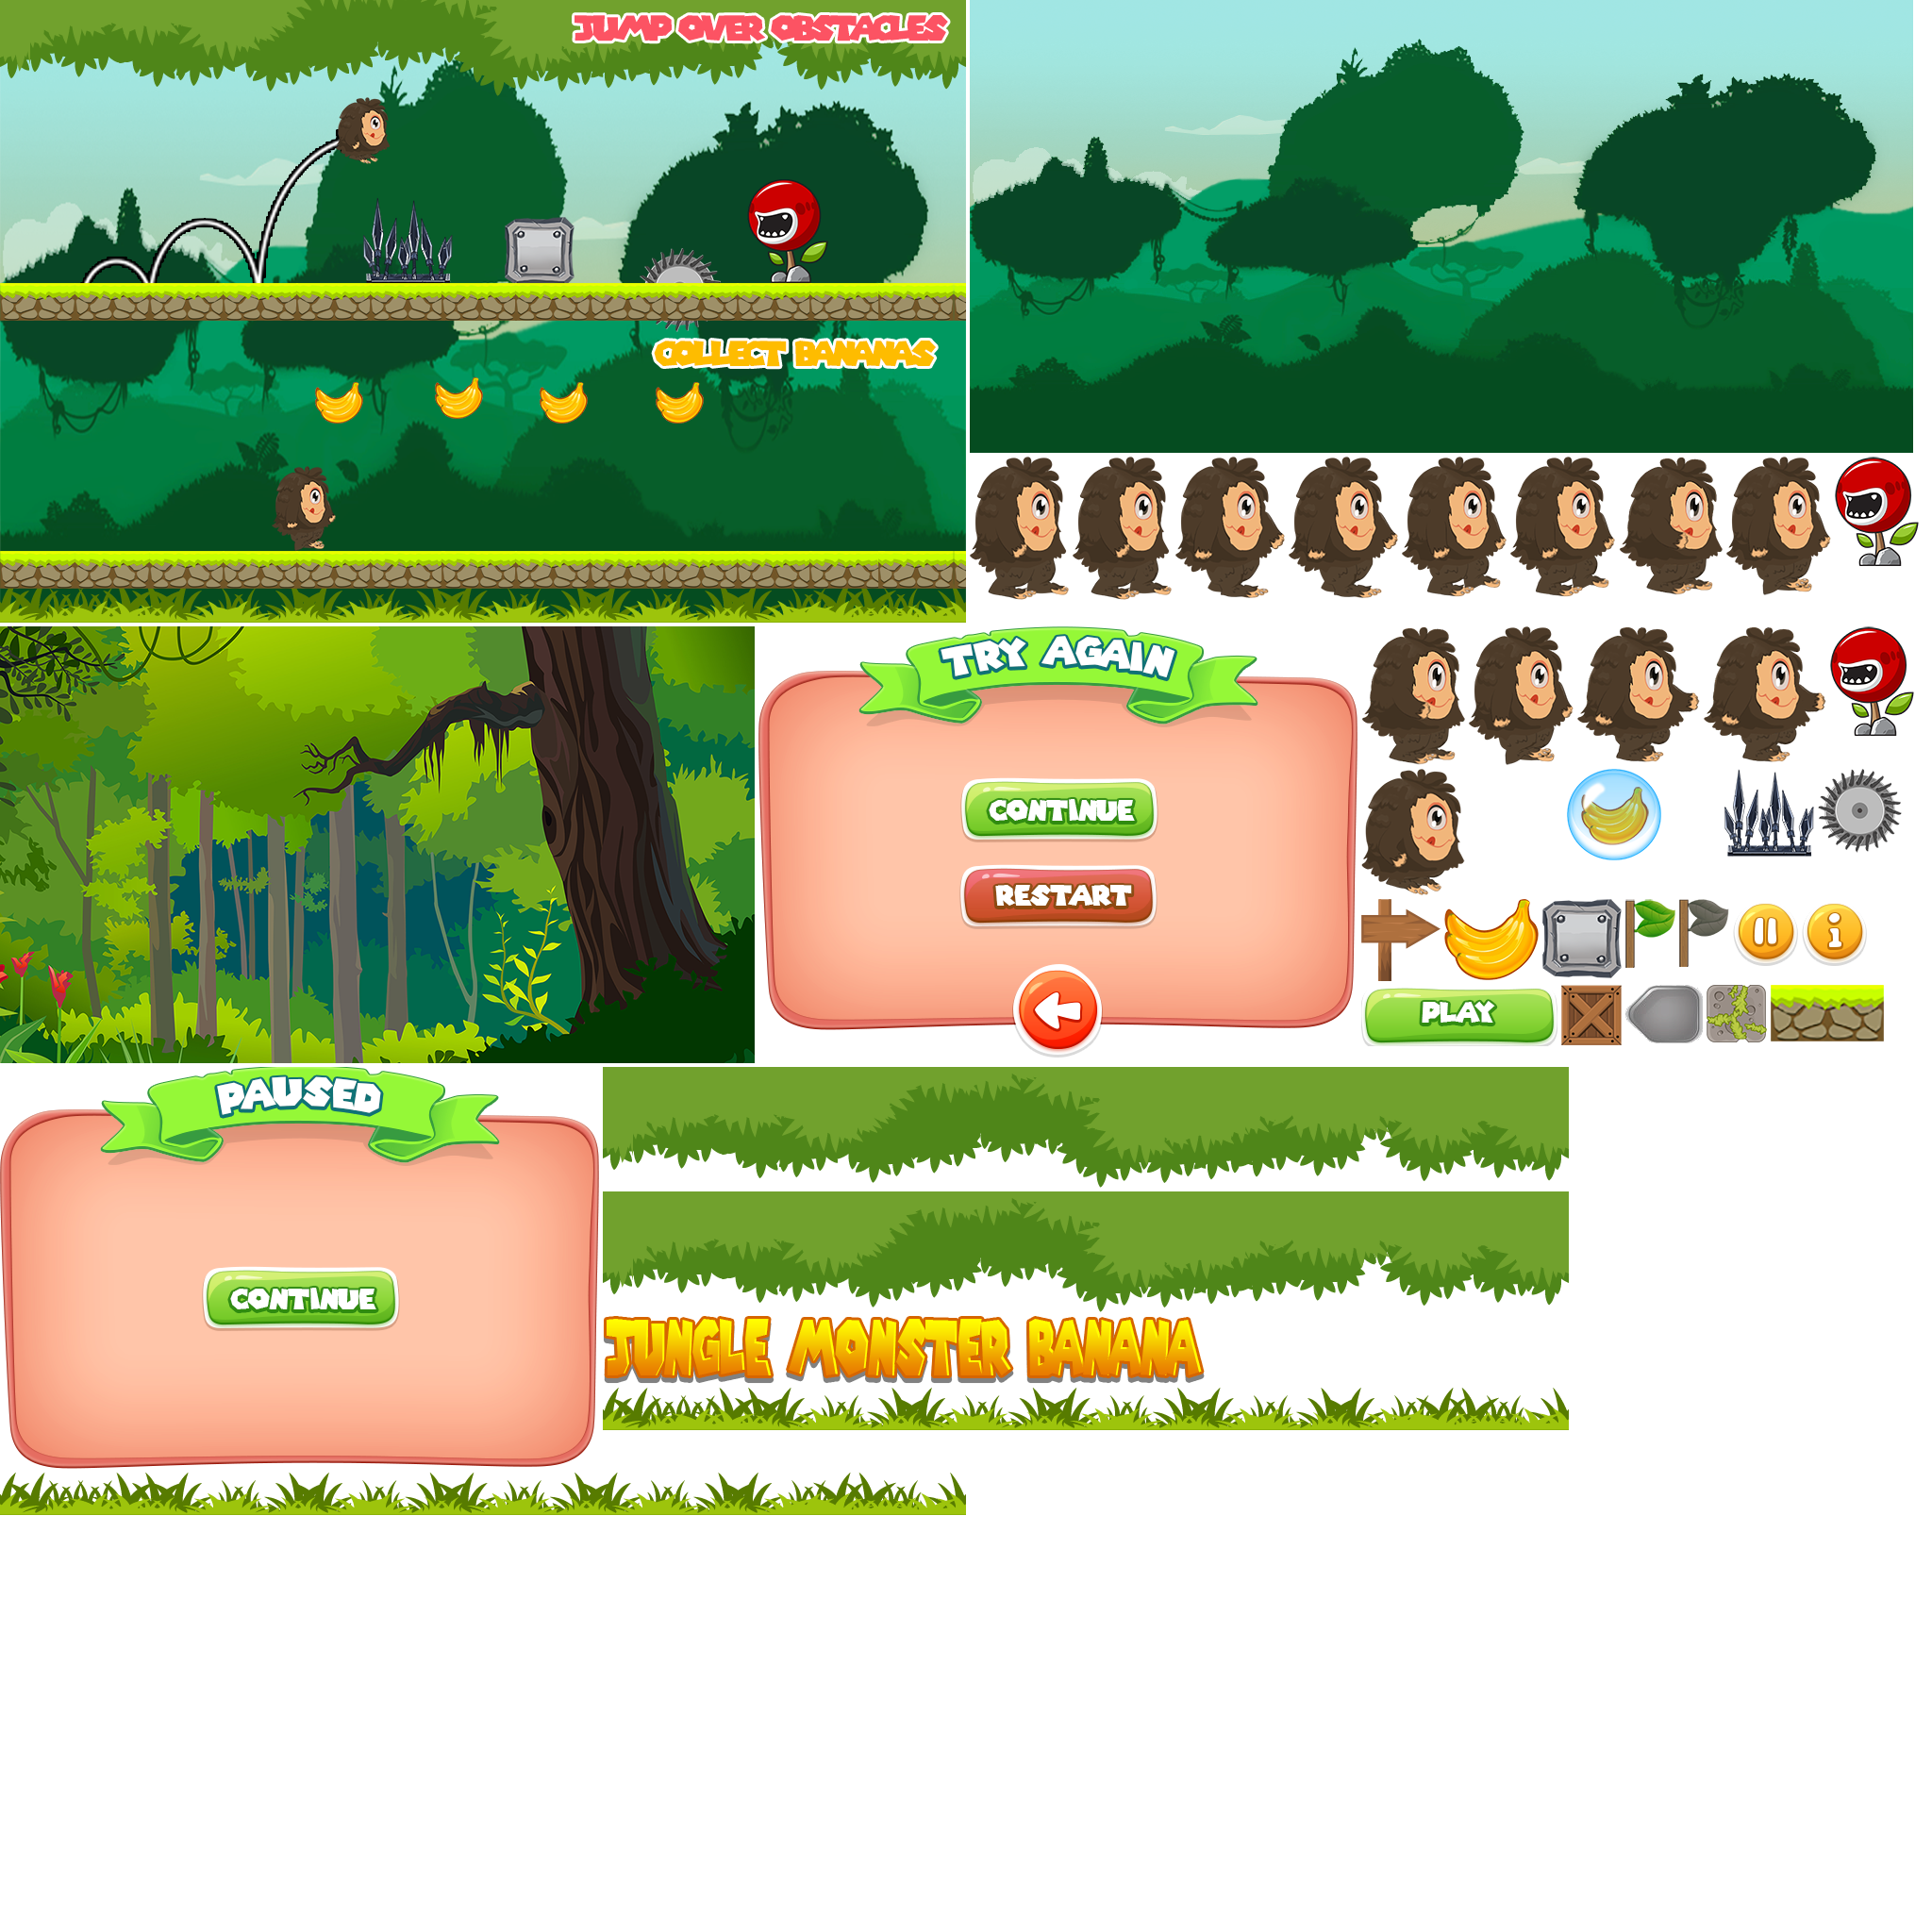 JUMP OVER OBSTACLES
COLLECT BANANAS
TRY AGAIN
CONTINUE
RESTART
PLAY
PAUSED
CONTINUE
JUNGLE MONSTER BANANA